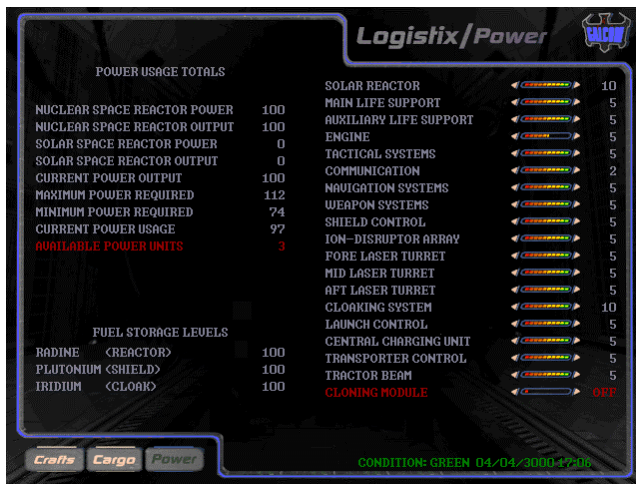 Logistix/Power
GALCOM
POWER USAGE TOTALS
NUCLEAR SPACE REACTOR POWER 100
NUCLEAR SPACE REACTOR OUTPUT 100
SOLAR SPACE REACTOR POWER 0
SOLAR SPACE REACTOR OUTPUT 0
CURRENT POWER OUTPUT 100
MAXIMUM POWER REQUIRED 112
MINIMUM POWER REQUIRED 74
CURRENT POWER USAGE 97
AVAILABLE POWER UNITS 3
FUEL STORAGE LEVELS
RADINE <REACTOR> 100
PLUTONIUM <SHIELD> 100
IRIDIUM <CLOAK> 100
SOLAR REACTOR 10
MAIN LIFE SUPPORT 5
AUXILIARY LIFE SUPPORT 5
ENGINE 5
TACTICAL SYSTEMS 5
COMMUNICATION 2
NAVIGATION SYSTEMS 5
WEAPON SYSTEMS 5
SHIELD CONTROL 5
ION-DISRUPTOR ARRAY 5
FORE LASER TURRET 5
MID LASER TURRET 5
AFT LASER TURRET 5
CLOAKING SYSTEM 10
LAUNCH CONTROL 5
CENTRAL CHARGING UNIT 5
TRANSPORTER CONTROL 5
TRACTOR BEAM 5
CLONING MODULE OFF
Crafts Cargo Power
CONDITION: GREEN 04/04/3000 17:06